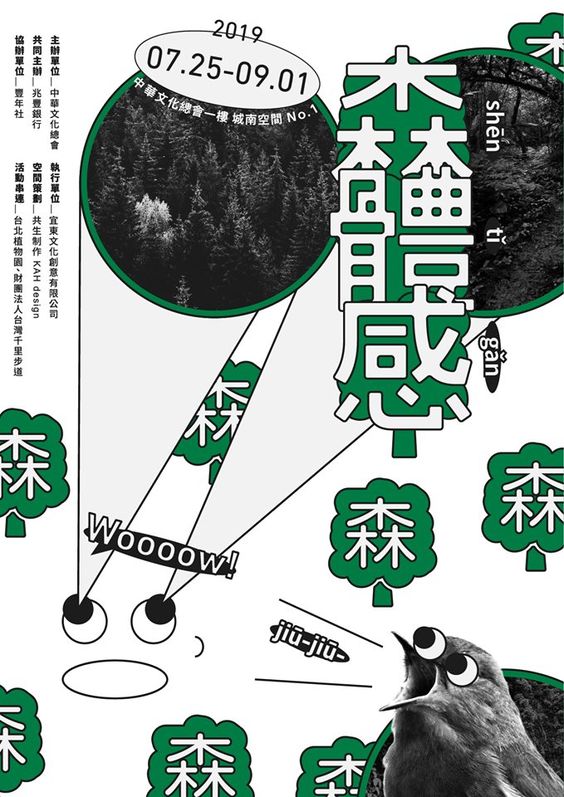 2019
07.25-09.01
中華文化總會一樓 城南空間 No.1
森體感
shēn tǐ gǎn
主辦單位—中華文化總會
共同主辦—兆豐銀行
協辦單位—豐年社
執行單位—宜東文化創意有限公司
空間策劃—共生制作 KAH design
活動串連—台北植物園、財團法人台灣千里步道
森
森
森
森
Woooow!
jiū-jiū-
森
森
森